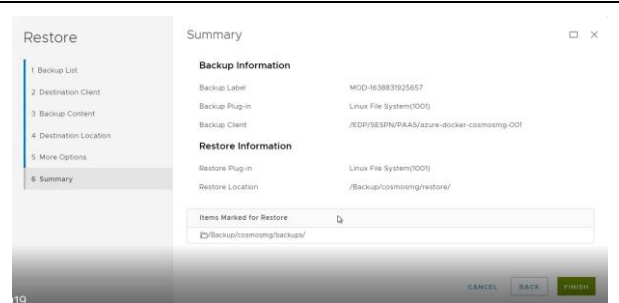 Restore
1 Backup List
2 Destination Client
3 Backup Content
4 Destination Location
5 More Options
6 Summary
Summary
Backup Information
Backup Label MOD-1638831925657
Backup Plug-in Linux File System(1001)
Backup Client /EDP/SESPN/PAAS/azure-docker-cosmosmg-001
Restore Information
Restore Plug-in Linux File System(1001)
Restore Location /Backup/cosmosmg/restore/
Items Marked for Restore
/Backup/cosmosmg/backups/
CANCEL BACK FINISH
019